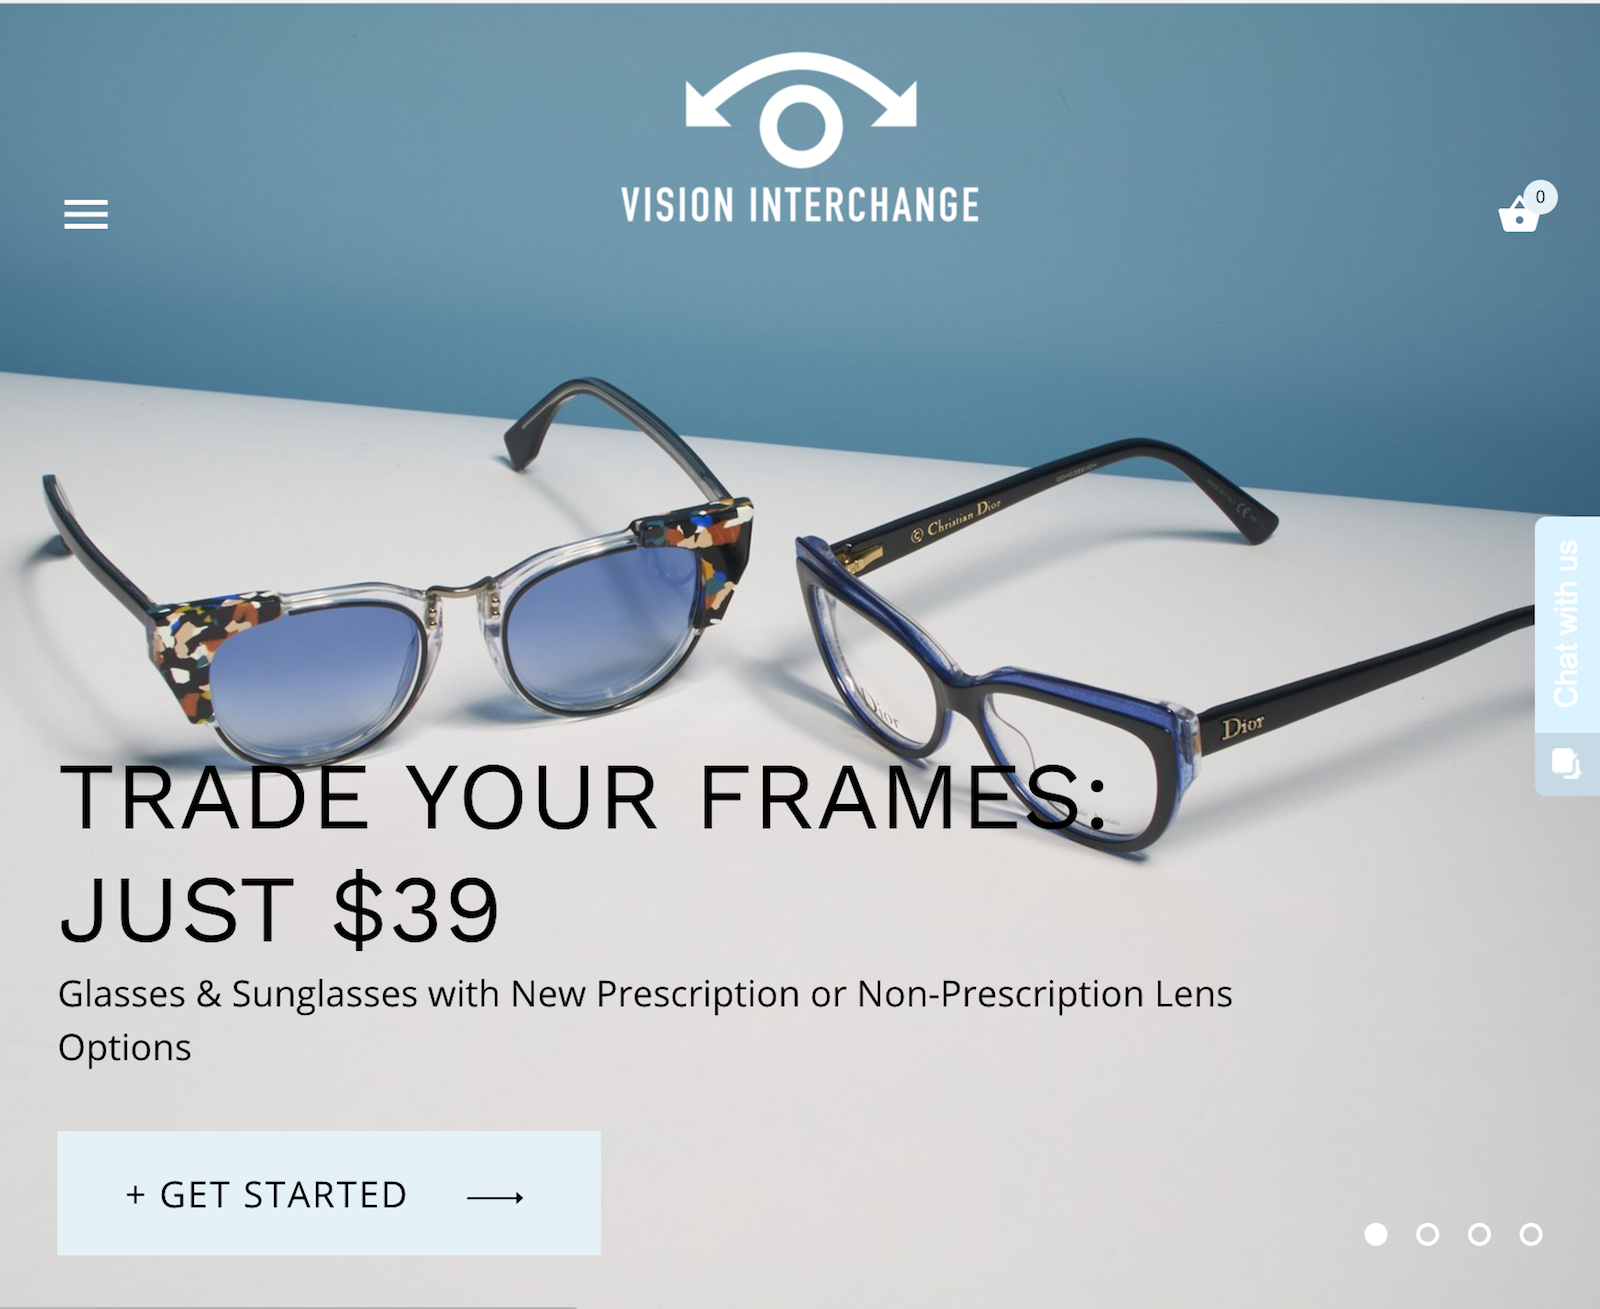 VISION INTERCHANGE
0
© Christian Dior
CE
Chat with us
Dior
Dior
TRADE YOUR FRAMES:
JUST $39
Glasses & Sunglasses with New Prescription or Non-Prescription Lens
Options
+ GET STARTED